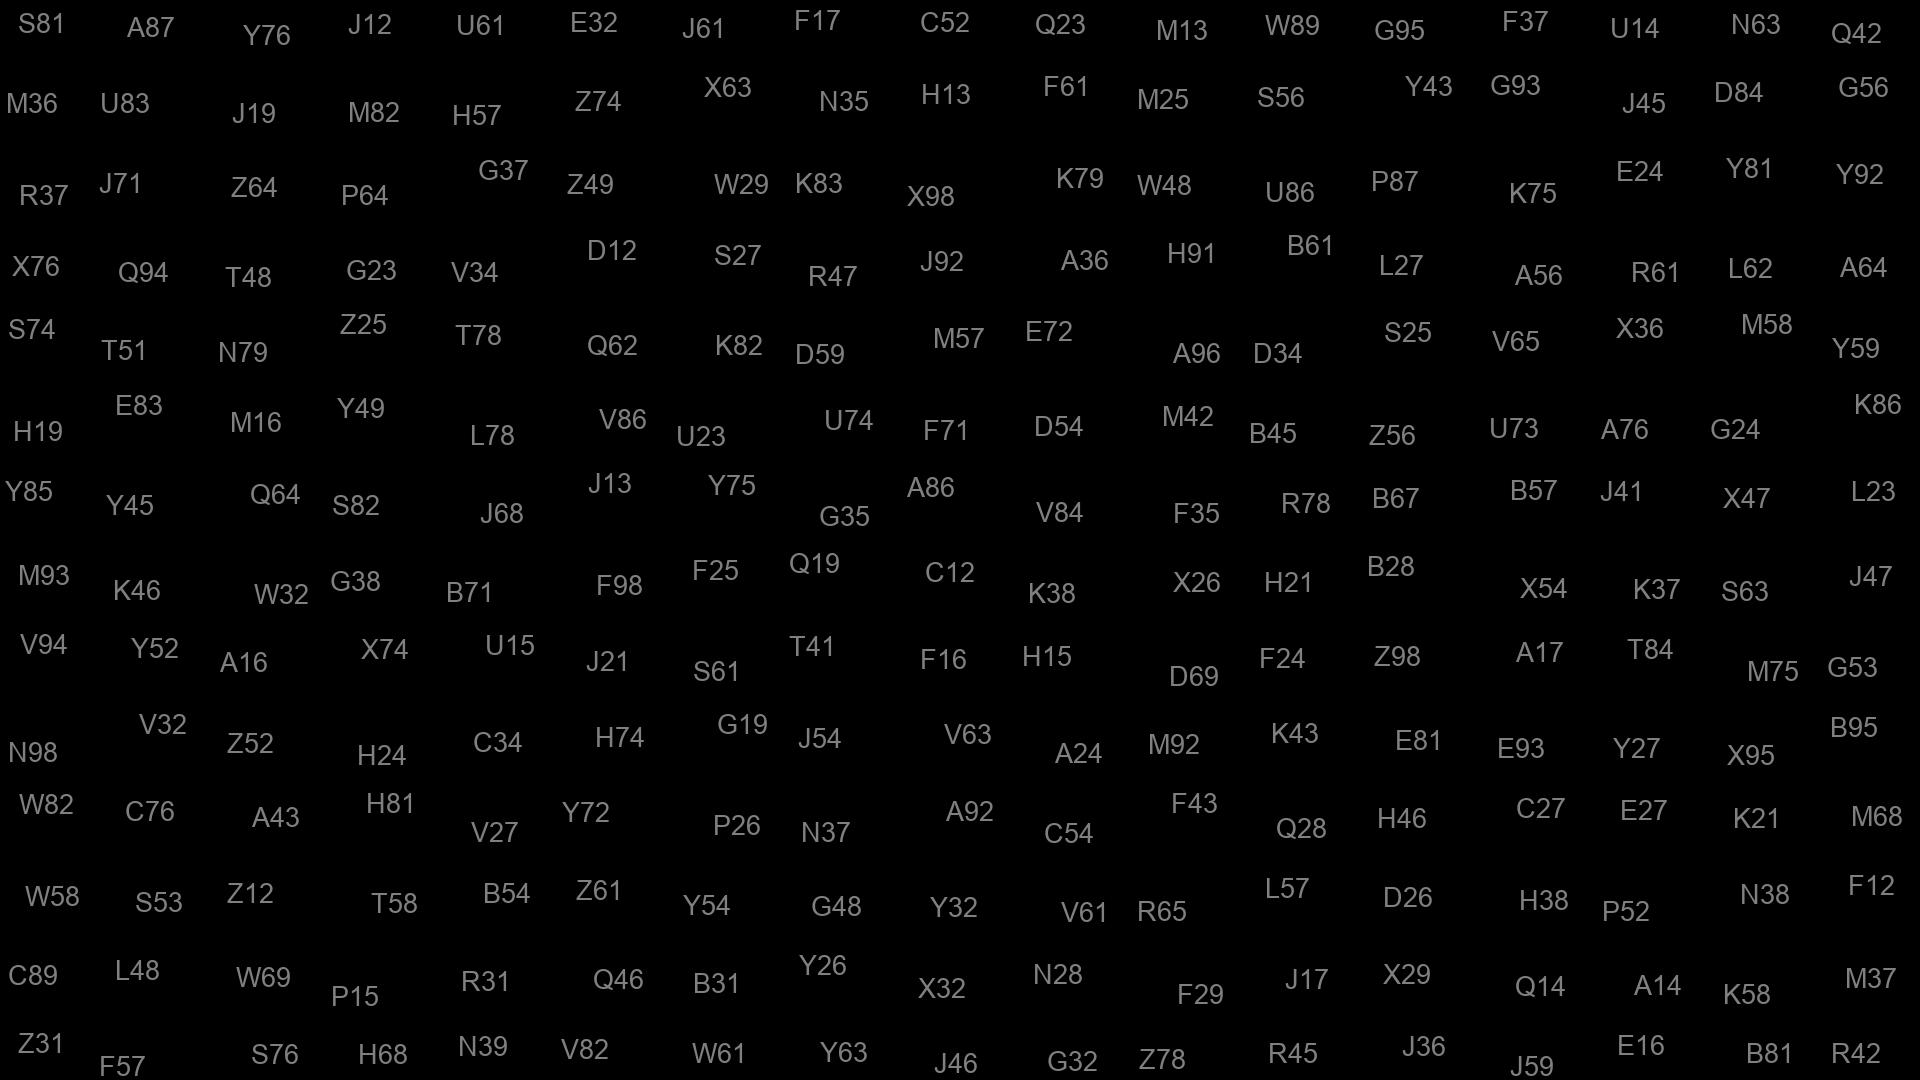 S81 A87 Y76 J12 U61 E32 J61 F17 C52 Q23 M13 W89 G95 F37 U14 N63 Q42
M36 U83 J19 M82 H57 Z74 X63 N35 H13 F61 M25 S56 Y43 G93 J45 D84 G56
R37 J71 Z64 P64 G37 Z49 W29 K83 X98 K79 W48 U86 P87 K75 E24 Y81 Y92
X76 Q94 T48 G23 V34 D12 S27 R47 J92 A36 H91 B61 L27 A56 R61 L62 A64
S74 T51 N79 Z25 T78 Q62 K82 D59 M57 E72 A96 D34 S25 V65 X36 M58 Y59
H19 E83 M16 Y49 L78 V86 U23 U74 F71 D54 M42 B45 Z56 U73 A76 G24 K86
Y85 Y45 Q64 S82 J68 J13 Y75 G35 A86 V84 F35 R78 B67 B57 J41 X47 L23
M93 K46 W32 G38 B71 F98 F25 Q19 C12 K38 X26 H21 B28 X54 K37 S63 J47
V94 Y52 A16 X74 U15 J21 S61 T41 F16 H15 D69 F24 Z98 A17 T84 M75 G53
N98 V32 Z52 H24 C34 H74 G19 J54 V63 A24 M92 K43 E81 E93 Y27 X95 B95
W82 C76 A43 H81 V27 Y72 P26 N37 A92 C54 F43 Q28 H46 C27 E27 K21 M68
W58 S53 Z12 T58 B54 Z61 Y54 G48 Y32 V61 R65 L57 D26 H38 P52 N38 F12
C89 L48 W69 P15 R31 Q46 B31 Y26 X32 N28 F29 J17 X29 Q14 A14 K58 M37
Z31 F57 S76 H68 N39 V82 W61 Y63 J46 G32 Z78 R45 J36 J59 E16 B81 R42